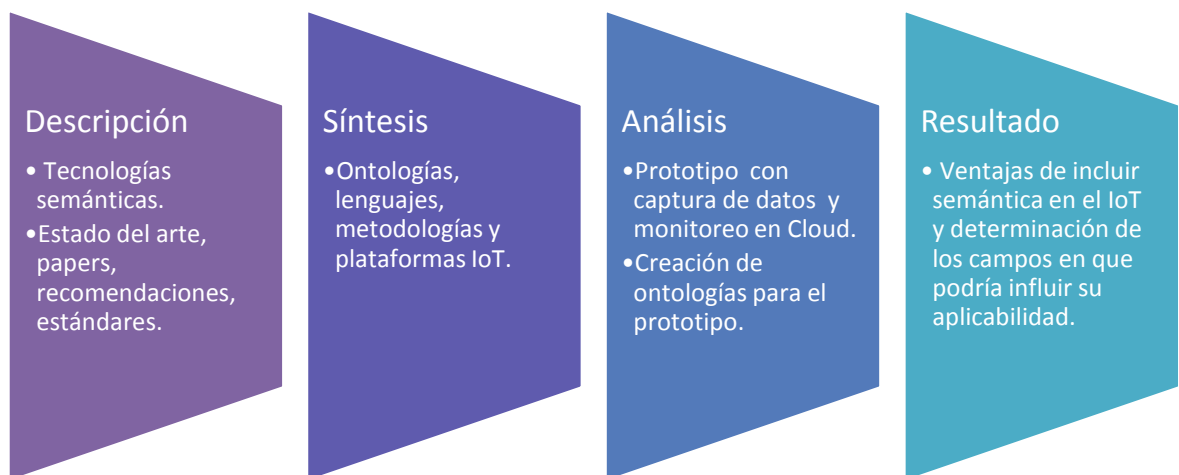 Descripción
• Tecnologías
semánticas.
•Estado del arte,
papers,
recomendaciones,
estándares.
Síntesis
•Ontologías,
lenguajes,
metodologías y
plataformas IoT.
Análisis
•Prototipo con
captura de datos y
monitoreo en Cloud.
•Creación de
ontologías para el
prototipo.
Resultado
• Ventajas de incluir
semántica en el IoT
y determinación de
los campos en que
podría influir su
aplicabilidad.